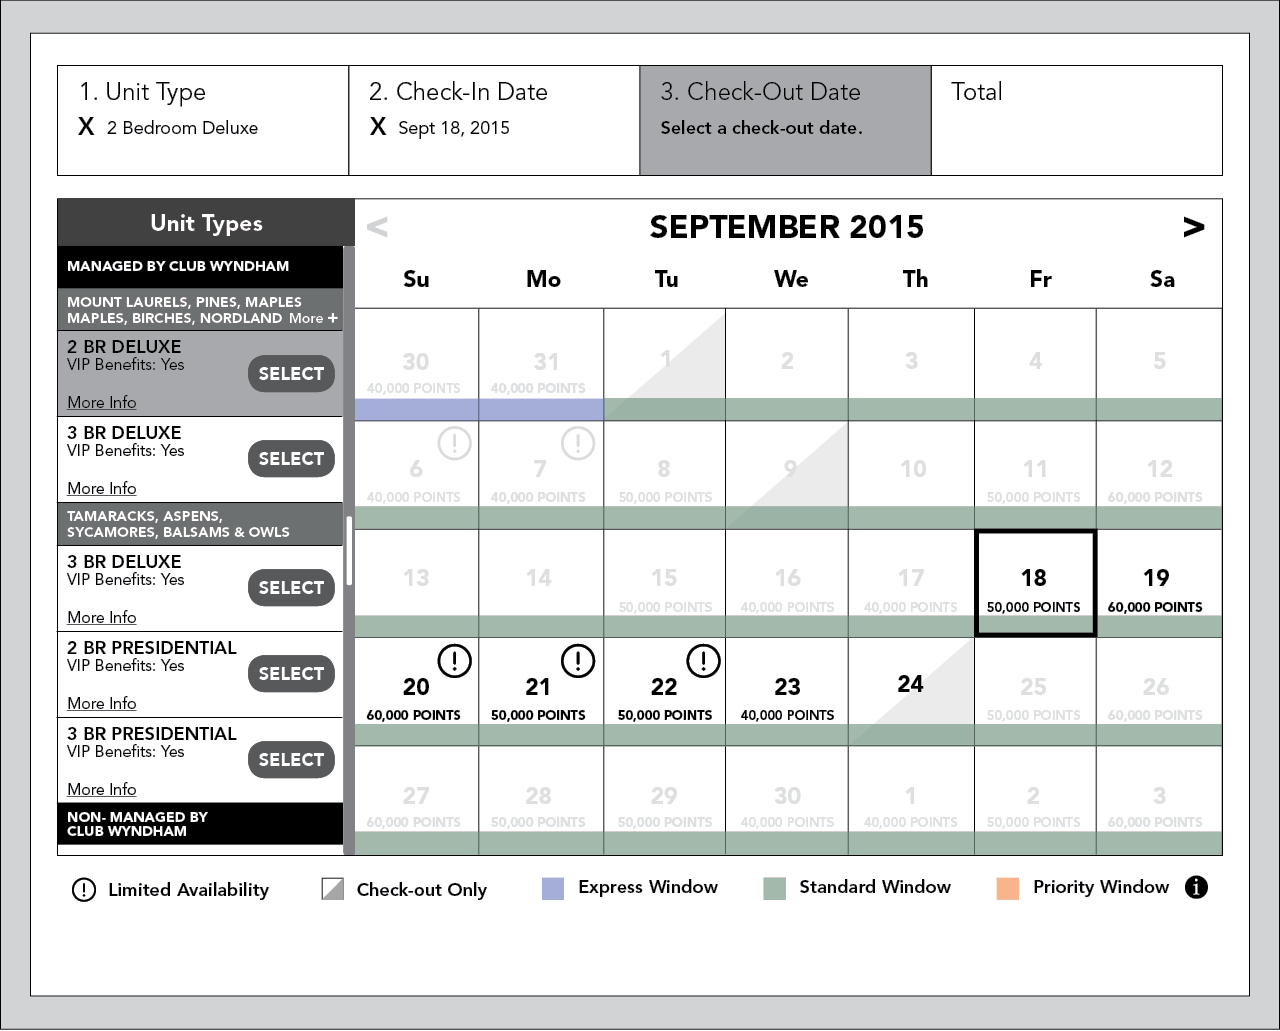 1. Unit Type
X 2 Bedroom Deluxe
2. Check-In Date
X Sept 18, 2015
3. Check-Out Date
Select a check-out date.
Total
Unit Types
MANAGED BY CLUB WYNDHAM
MOUNT LAURELS, PINES, MAPLES
MAPLES, BIRCHES, NORDLAND More +
2 BR DELUXE
VIP Benefits: Yes
SELECT
More Info
3 BR DELUXE
VIP Benefits: Yes
SELECT
More Info
TAMARACKS, ASPENS,
SYCAMORES, BALSAMS & OWLS
3 BR DELUXE
VIP Benefits: Yes
SELECT
More Info
2 BR PRESIDENTIAL
VIP Benefits: Yes
SELECT
More Info
3 BR PRESIDENTIAL
VIP Benefits: Yes
SELECT
More Info
NON- MANAGED BY
CLUB WYNDHAM
< SEPTEMBER 2015 >
Su Mo Tu We Th Fr Sa
30 31 1 2 3 4 5
40,000 POINTS 40,000 POINTS
! !
6 7 8 9 10 11 12
40,000 POINTS 40,000 POINTS 50,000 POINTS 50,000 POINTS 60,000 POINTS
13 14 15 16 17 18 19
50,000 POINTS 40,000 POINTS 40,000 POINTS 50,000 POINTS 60,000 POINTS
! ! !
20 21 22 23 24 25 26
60,000 POINTS 50,000 POINTS 50,000 POINTS 40,000 POINTS 50,000 POINTS 60,000 POINTS
27 28 29 30 1 2 3
60,000 POINTS 50,000 POINTS 50,000 POINTS 40,000 POINTS 40,000 POINTS 50,000 POINTS 60,000 POINTS
! Limited Availability Check-out Only Express Window Standard Window Priority Window i